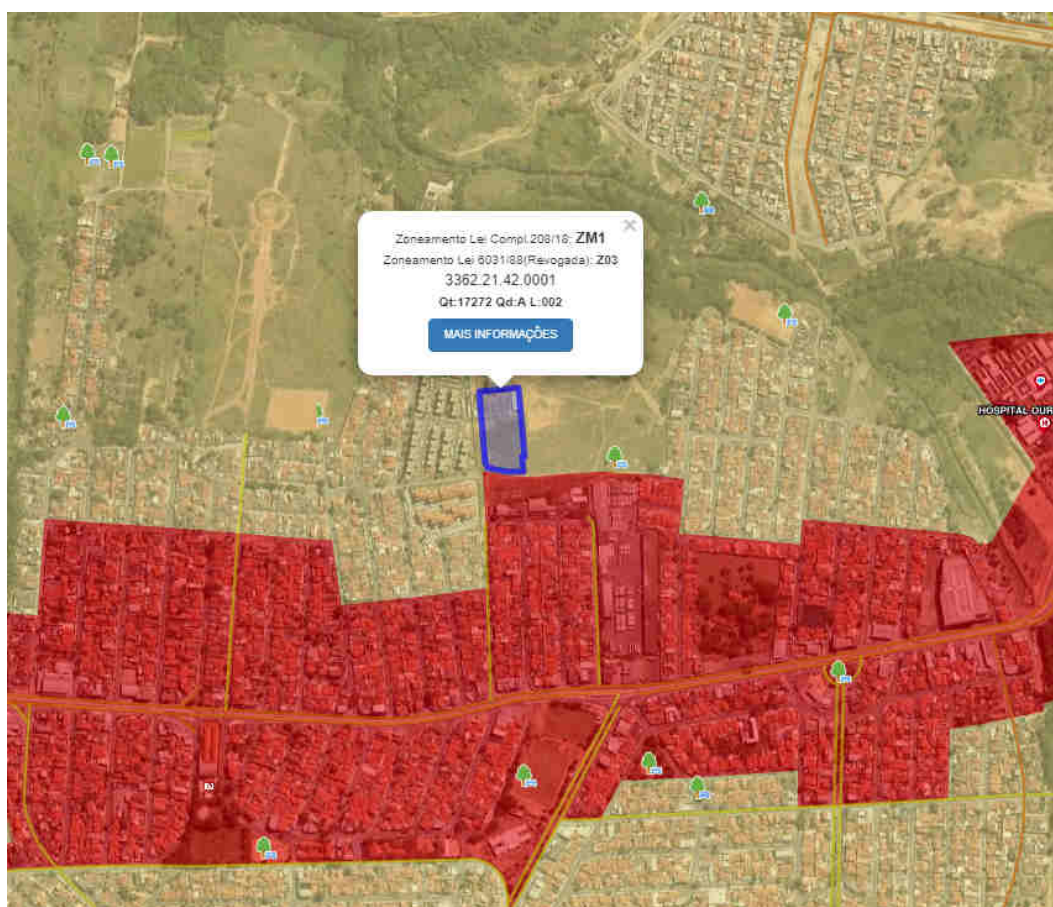 Zoneamento Lei Compl.208/18: ZM1
Zoneamento Lei 6031/88(Revogada): Z03
3362.21.42.0001
Qt:17272 Qd:A L:002
MAIS INFORMAÇÕES
HOSPITAL OUR